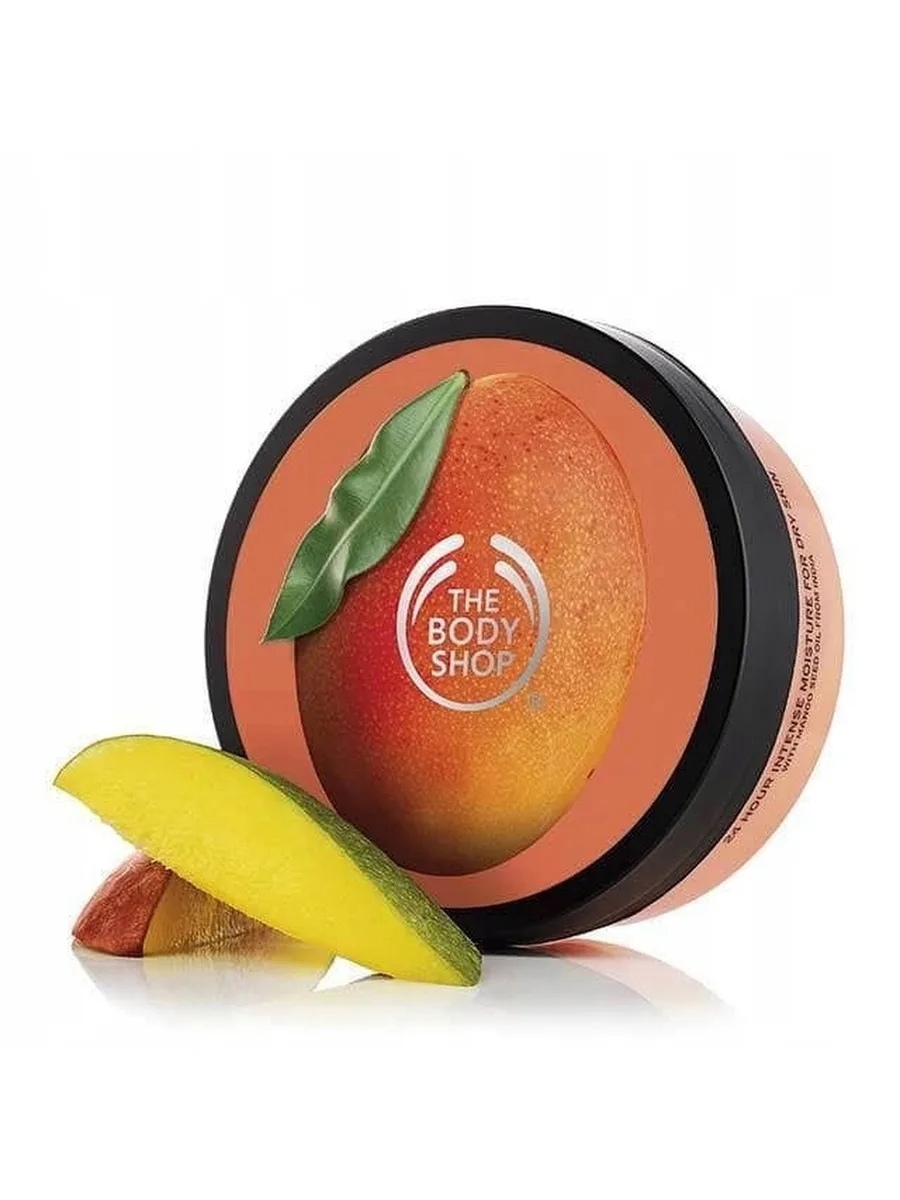 THE
BODY
SHOP
®
24 HOUR INTENSE MOISTURE FOR DRY SKIN
WITH MANGO SEED OIL FROM INDIA